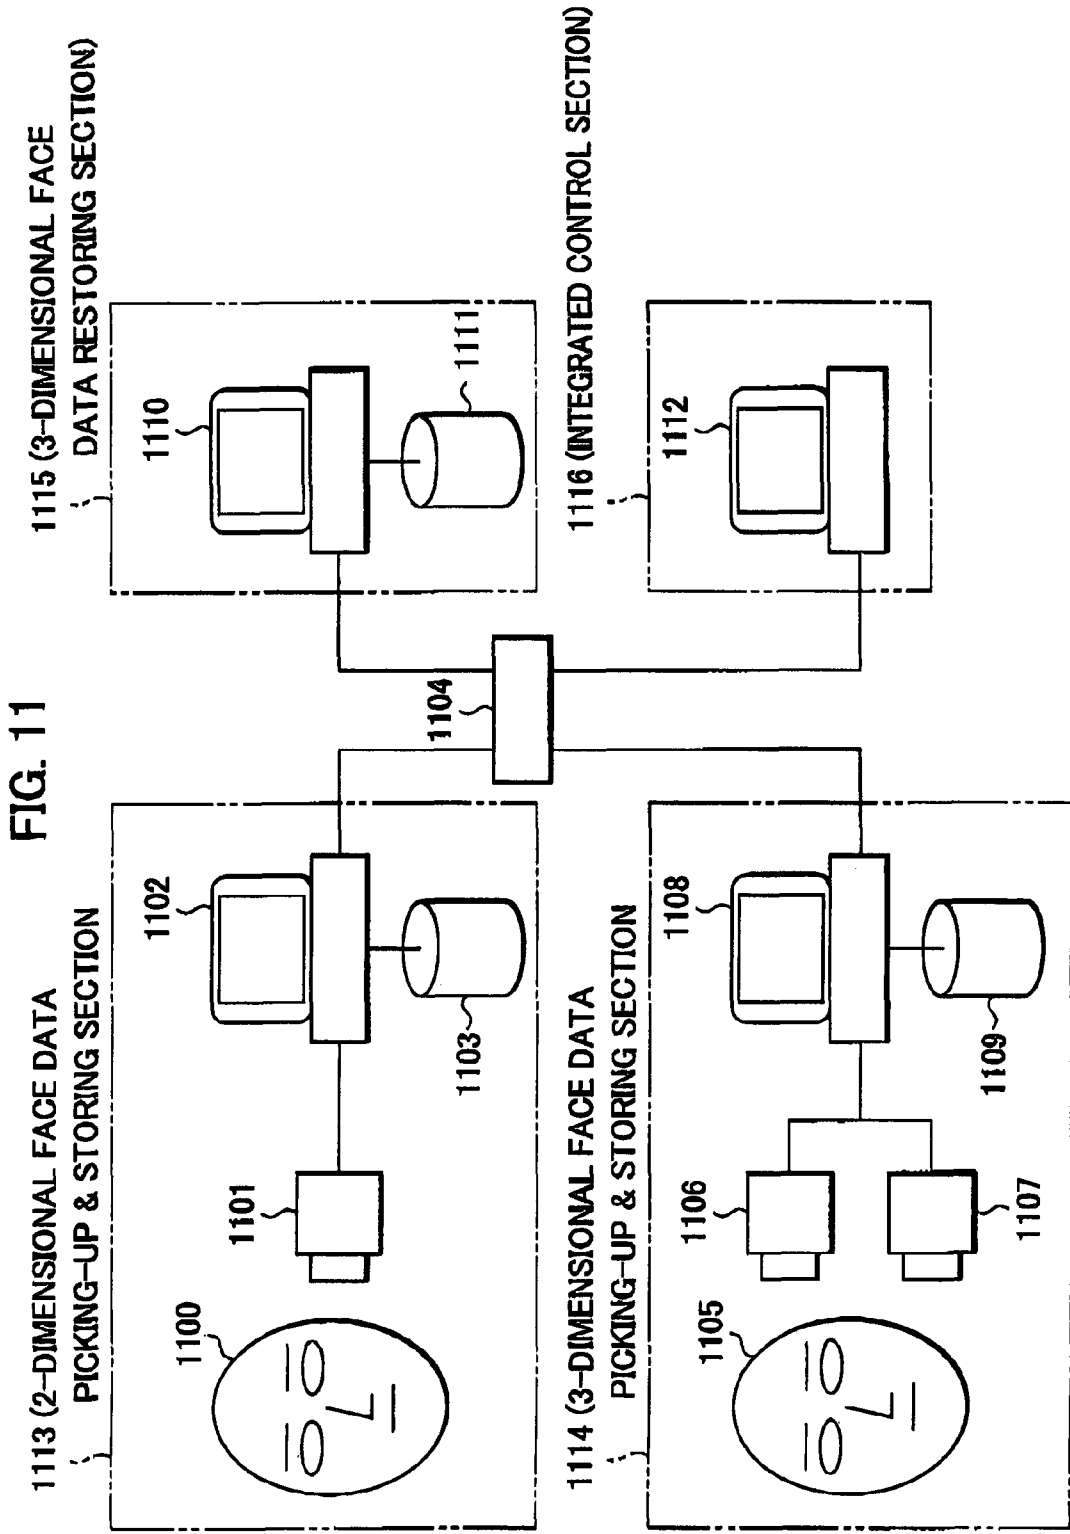 FIG. 11
1113 (2-DIMENSIONAL FACE DATA
PICKING-UP & STORING SECTION
1100
1101
1102
1103
1115 (3-DIMENSIONAL FACE
DATA RESTORING SECTION)
1110
1111
1104
1114 (3-DIMENSIONAL FACE DATA
PICKING-UP & STORING SECTION
1105
1106
1107
1108
1109
1116 (INTEGRATED CONTROL SECTION)
1112